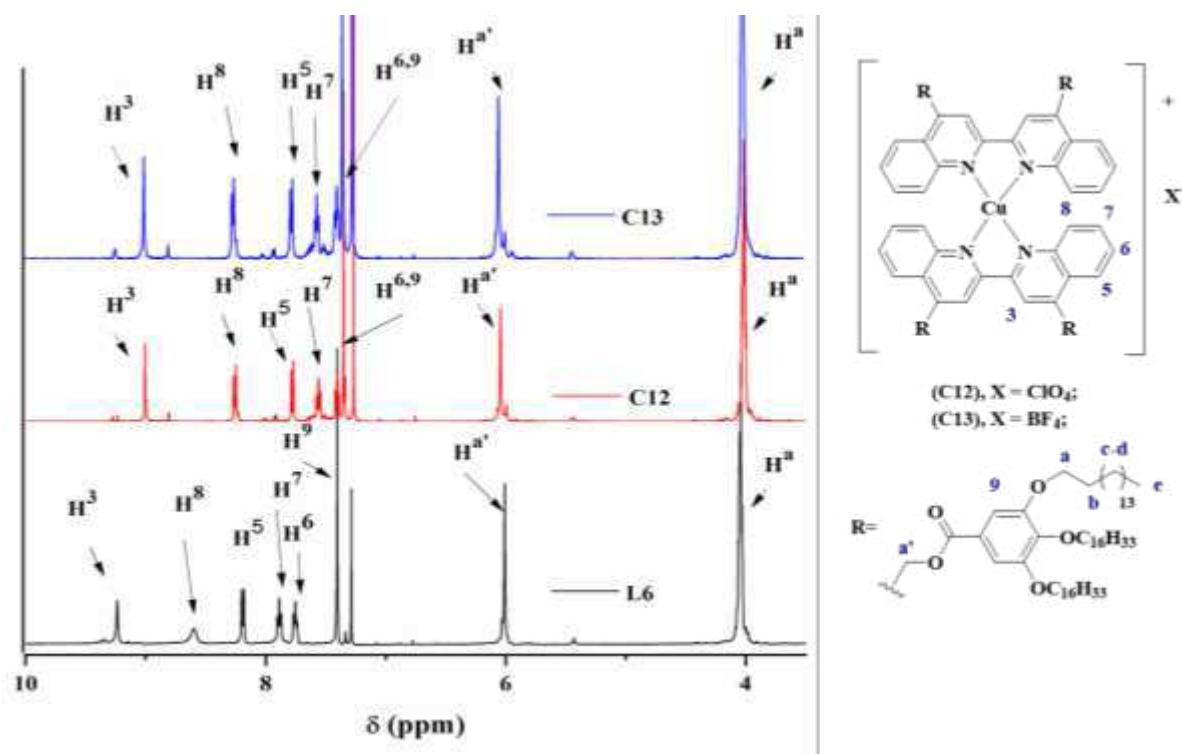 H³ H⁸ H⁵ H⁷ H⁶,⁹ Hᵃ' Hᵃ
C13
H³ H⁸ H⁵ H⁷ H⁶,⁹ Hᵃ' Hᵃ
C12
H³ H⁸ H⁵ H⁷ H⁹ H⁶ Hᵃ' Hᵃ
L6
10 8 6 4
δ (ppm)
R R
+
N N
Cu
X⁻
N N
8 7
6
5
3
R R
(C12), X = ClO₄;
(C13), X = BF₄;
a c-d
9 O b 13 e
R= O
a' O OC₁₆H₃₃
OC₁₆H₃₃